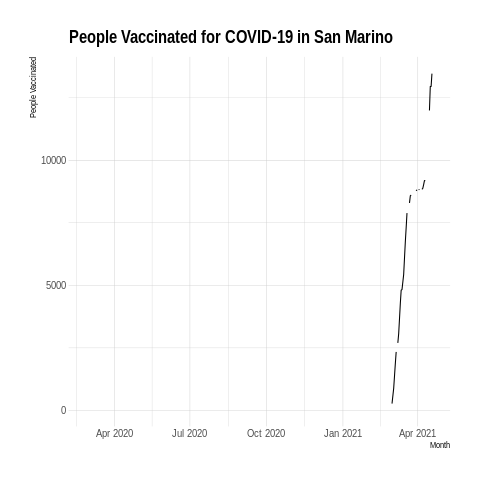 People Vaccinated for COVID-19 in San Marino
People Vaccinated
10000
5000
0
Apr 2020 Jul 2020 Oct 2020 Jan 2021 Apr 2021
Month